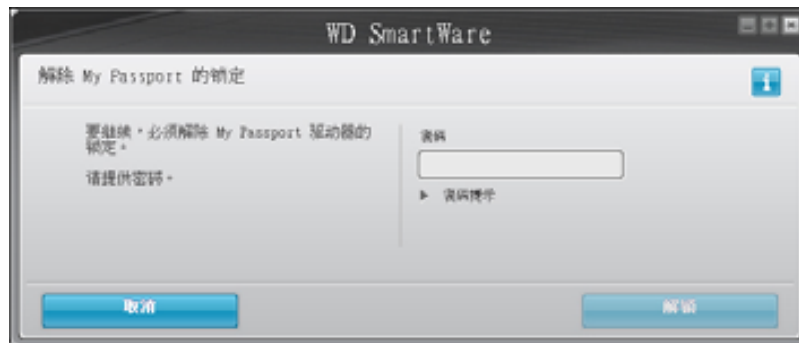 WD SmartWare
解除 My Passport 的锁定
要继续，必须解除 My Passport 驱动器的
锁定。
请提供密码。
密码
密码提示
取消
解锁